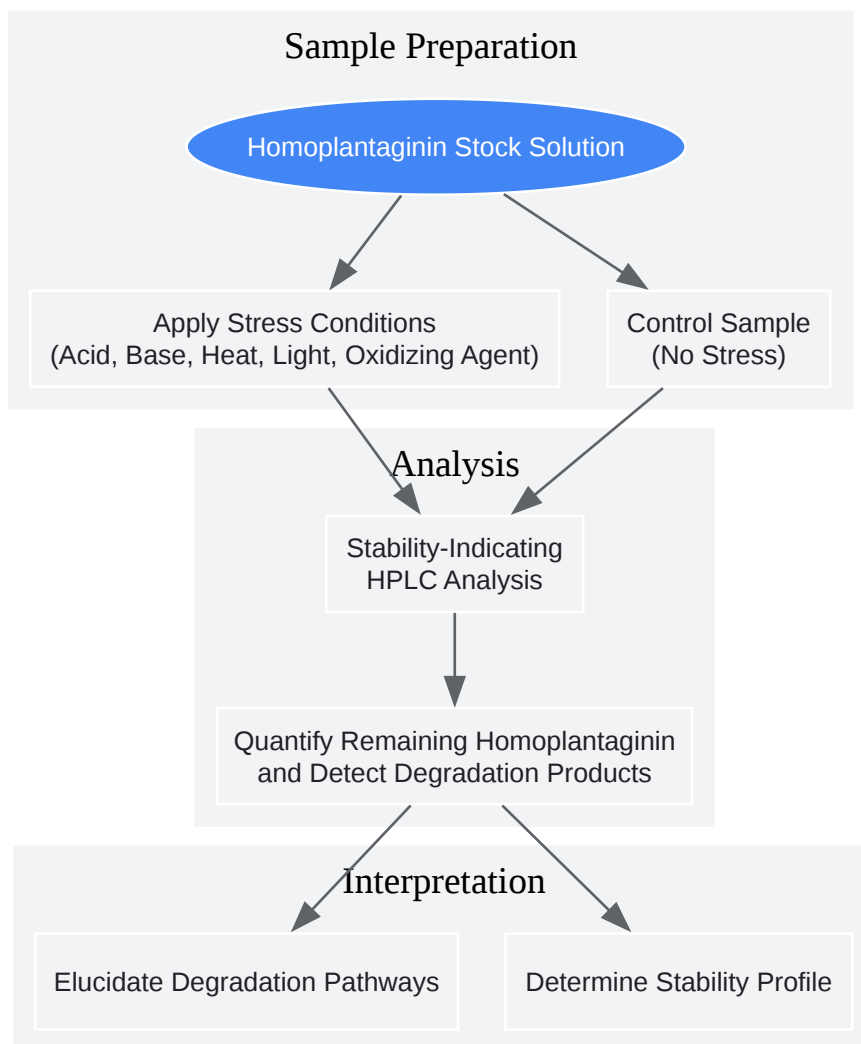 Sample Preparation
Homoplantaginin Stock Solution
Apply Stress Conditions
(Acid, Base, Heat, Light, Oxidizing Agent)
Control Sample
(No Stress)
Analysis
Stability-Indicating
HPLC Analysis
Quantify Remaining Homoplantaginin
and Detect Degradation Products
Interpretation
Elucidate Degradation Pathways
Determine Stability Profile